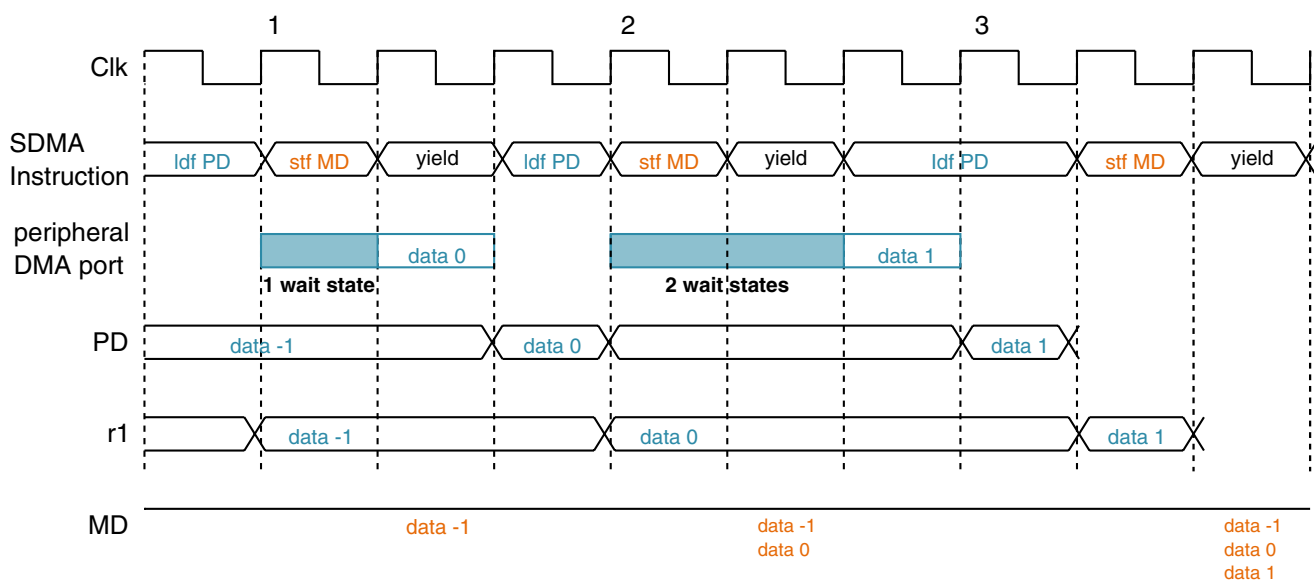 1 2 3
Clk
SDMA
Instruction
ldf PD stf MD yield ldf PD stf MD yield ldf PD stf MD yield
peripheral
DMA port
data 0 data 1
1 wait state 2 wait states
PD data -1 data 0 data 1
r1 data -1 data 0 data 1
MD data -1 data -1 data -1
data 0 data 0
data 1